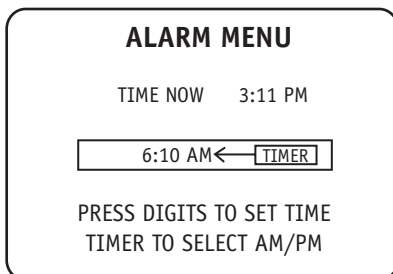 ALARM MENU
TIME NOW 3:11 PM
6:10 AM TIMER
PRESS DIGITS TO SET TIME
TIMER TO SELECT AM/PM